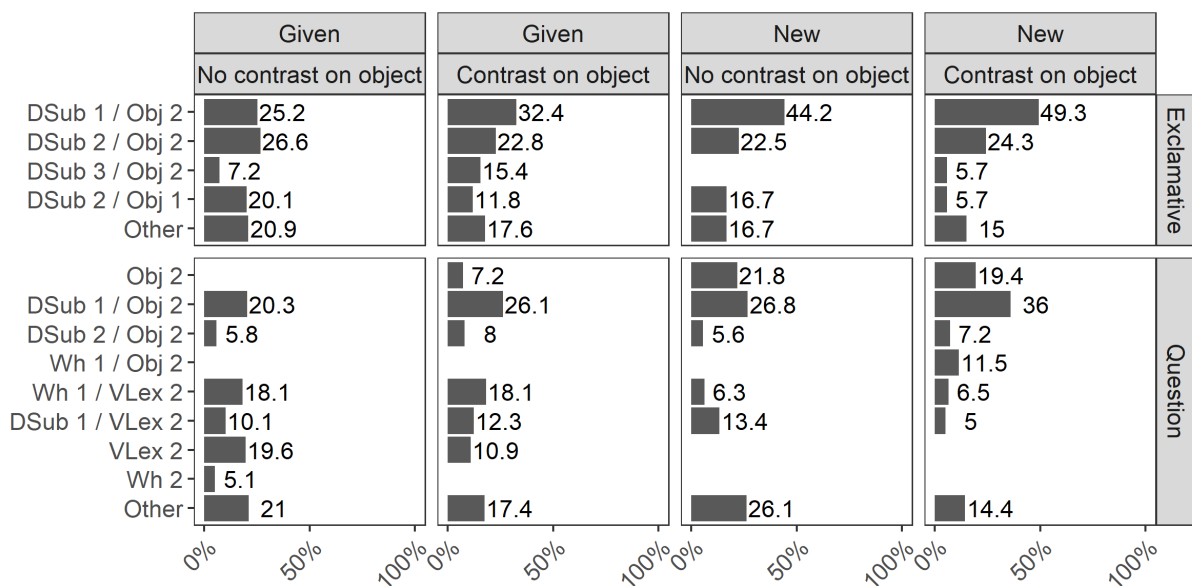 Given Given New New
No contrast on object Contrast on object No contrast on object Contrast on object
DSub 1 / Obj 2 25.2 32.4 44.2 49.3
DSub 2 / Obj 2 26.6 22.8 22.5 24.3
DSub 3 / Obj 2 7.2 15.4 5.7
DSub 2 / Obj 1 20.1 11.8 16.7 5.7
Other 20.9 17.6 16.7 15
Exclamative
Obj 2 7.2 21.8 19.4
DSub 1 / Obj 2 20.3 26.1 26.8 36
DSub 2 / Obj 2 5.8 8 5.6 7.2
Wh 1 / Obj 2 11.5
Wh 1 / VLex 2 18.1 18.1 6.3 6.5
DSub 1 / VLex 2 10.1 12.3 13.4 5
VLex 2 19.6 10.9
Wh 2 5.1
Other 21 17.4 26.1 14.4
Question
0% 50% 100% 0% 50% 100% 0% 50% 100% 0% 50% 100%